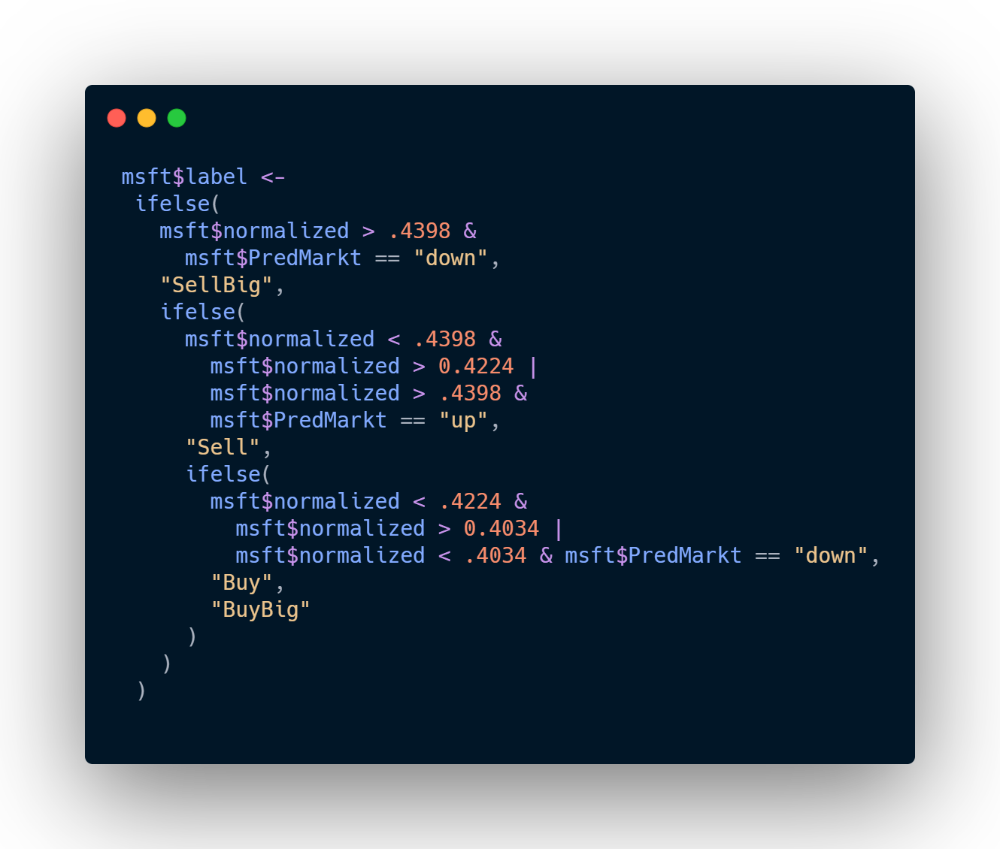 msft$label <-
 ifelse(
   msft$normalized > .4398 &
     msft$PredMarkt == "down",
   "SellBig",
   ifelse(
     msft$normalized < .4398 &
       msft$normalized > 0.4224 |
       msft$normalized > .4398 &
       msft$PredMarkt == "up",
     "Sell",
     ifelse(
       msft$normalized < .4224 &
         msft$normalized > 0.4034 |
         msft$normalized < .4034 & msft$PredMarkt == "down",
       "Buy",
       "BuyBig"
     )
   )
 )